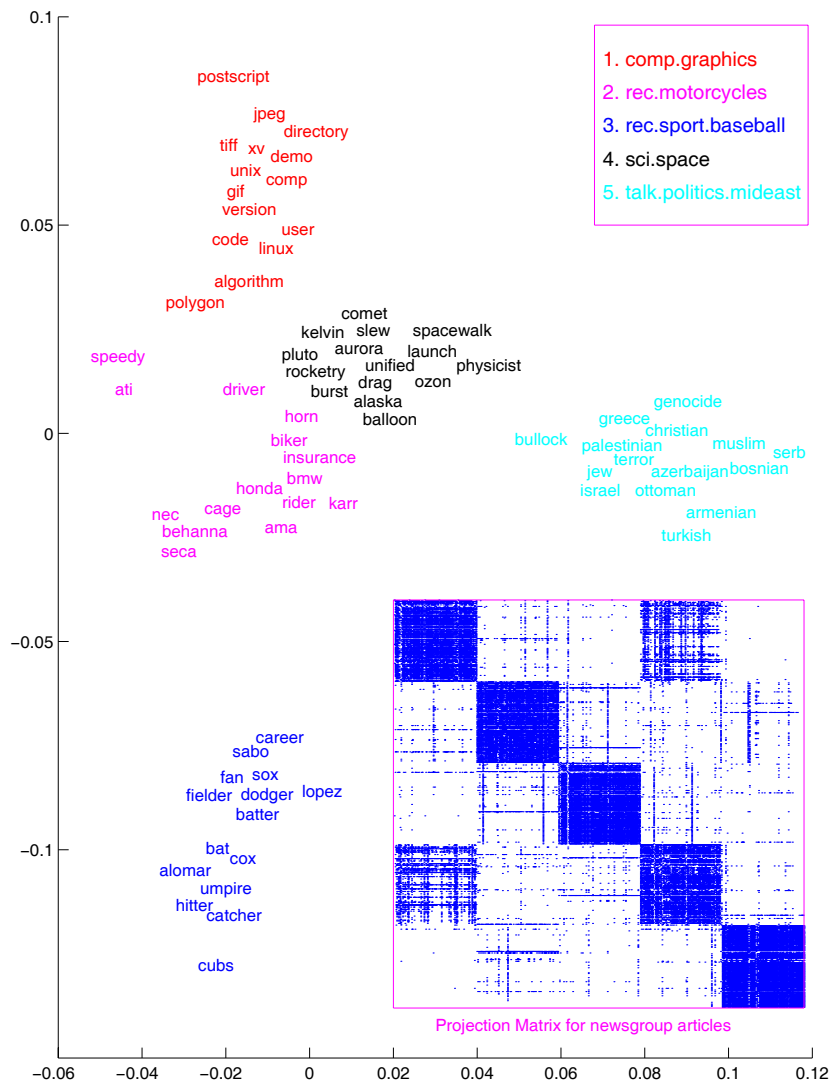 0.1
postscript
1. comp.graphics
2. rec.motorcycles
3. rec.sport.baseball
4. sci.space
5. talk.politics.mideast
jpeg
directory
tiff
xv
demo
unix
comp
gif
version
0.05
user
code
linux
algorithm
polygon
comet
kelvin
slew
spacewalk
speedy
pluto
aurora
launch
rocketry
unified
physicist
ati
driver
burst
drag
ozon
alaska
balloon
genocide
horn
greece
0
biker
bullock
christian
palestinian
muslim
serb
insurance
terror
bmw
jew
azerbaijan
bosnian
honda
israel
ottoman
cage
rider
karr
nec
armenian
behanna
ama
turkish
seca
−0.05
career
sabo
fan
sox
fielder
dodger
lopez
batter
−0.1
bat
cox
alomar
umpire
hitter
catcher
cubs
Projection Matrix for newsgroup articles
−0.06 −0.04 −0.02 0 0.02 0.04 0.06 0.08 0.1 0.12